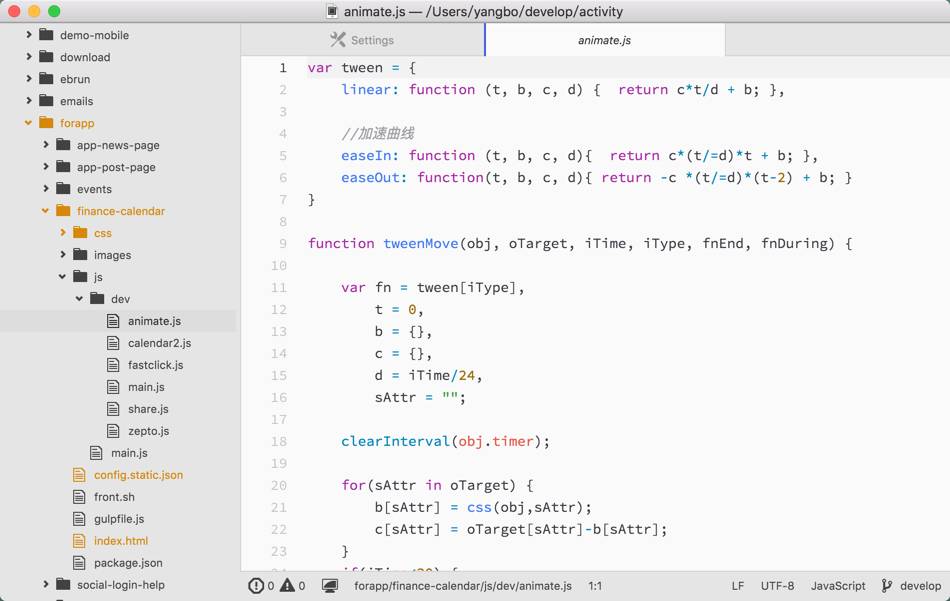 animate.js — /Users/yangbo/develop/activity
demo-mobile
download
ebrun
emails
forapp
app-news-page
app-post-page
events
finance-calendar
css
images
js
dev
animate.js
calendar2.js
fastclick.js
main.js
share.js
zepto.js
main.js
config.static.json
front.sh
gulpfile.js
index.html
package.json
social-login-help
Settings
animate.js
1 var tween = {
2 linear: function (t, b, c, d) {  return c*t/d + b; },
3
4 //加速曲线
5 easeIn: function (t, b, c, d){  return c*(t/=d)*t + b; },
6 easeOut: function(t, b, c, d){ return -c *(t/=d)*(t-2) + b; }
7 }
8
9 function tweenMove(obj, oTarget, iTime, iType, fnEnd, fnDuring) {
10
11 var fn = tween[iType],
12 t = 0,
13 b = {},
14 c = {},
15 d = iTime/24,
16 sAttr = "";
17
18 clearInterval(obj.timer);
19
20 for(sAttr in oTarget) {
21 b[sAttr] = css(obj,sAttr);
22 c[sAttr] = oTarget[sAttr]-b[sAttr];
23 }
0 0 forapp/finance-calendar/js/dev/animate.js 1:1 LF UTF-8 JavaScript develop